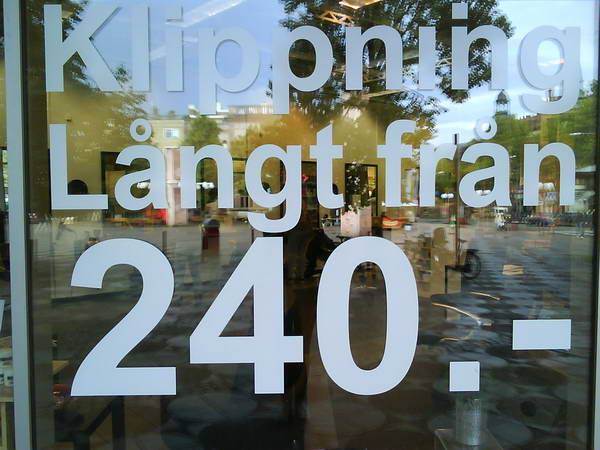 Klippning
Långt från
240.-